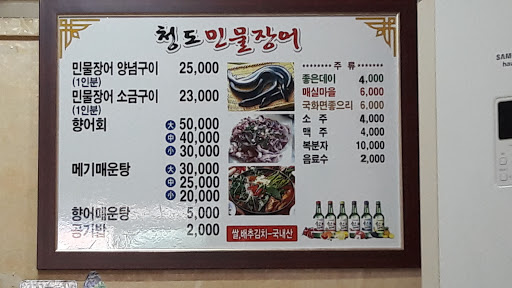 청도민물장어
민물장어 양념구이 25,000
(1인분)
민물장어 소금구이 23,000
(1인분)
향어회 大 50,000
中 40,000
小 30,000
메기매운탕 大 30,000
中 25,000
小 20,000
향어매운탕 5,000
공기밥 2,000
주 류
좋은데이 4,000
매실마을 6,000
국화면좋으리 6,000
소 주 4,000
맥 주 4,000
복분자 10,000
음료수 2,000
쌀,배추김치-국내산